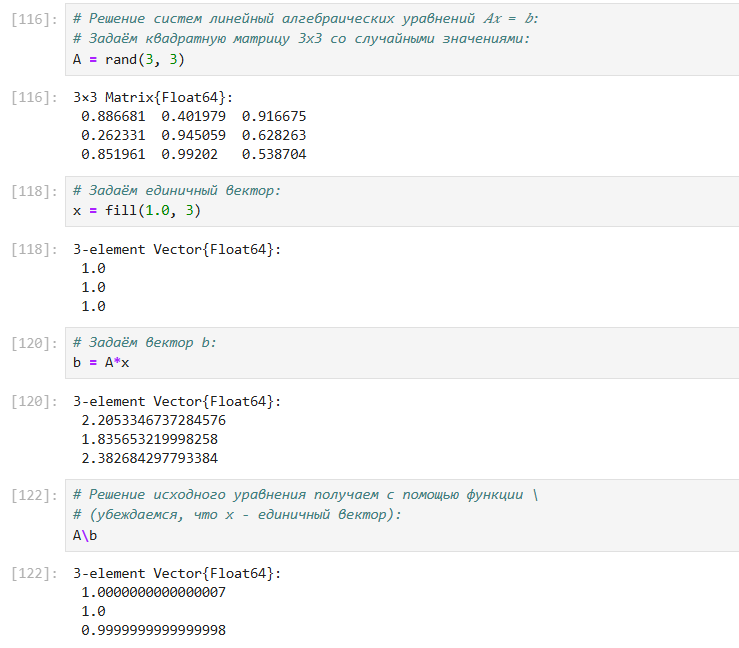 [116]: # Решение систем линейный алгебраических уравнений 𝐴𝑥 = 𝑏:
# Задаём квадратную матрицу 3x3 со случайными значениями:
A = rand(3, 3)
[116]: 3x3 Matrix{Float64}:
0.886681 0.401979 0.916675
0.262331 0.945059 0.628263
0.851961 0.99202 0.538704
[118]: # Задаём единичный вектор:
x = fill(1.0, 3)
[118]: 3-element Vector{Float64}:
1.0
1.0
1.0
[120]: # Задаём вектор b:
b = A*x
[120]: 3-element Vector{Float64}:
2.2053346737284576
1.835653219998258
2.382684297793384
[122]: # Решение исходного уравнения получаем с помощью функции \
# (убеждаемся, что x - единичный вектор):
A\b
[122]: 3-element Vector{Float64}:
1.0000000000000007
1.0
0.9999999999999998